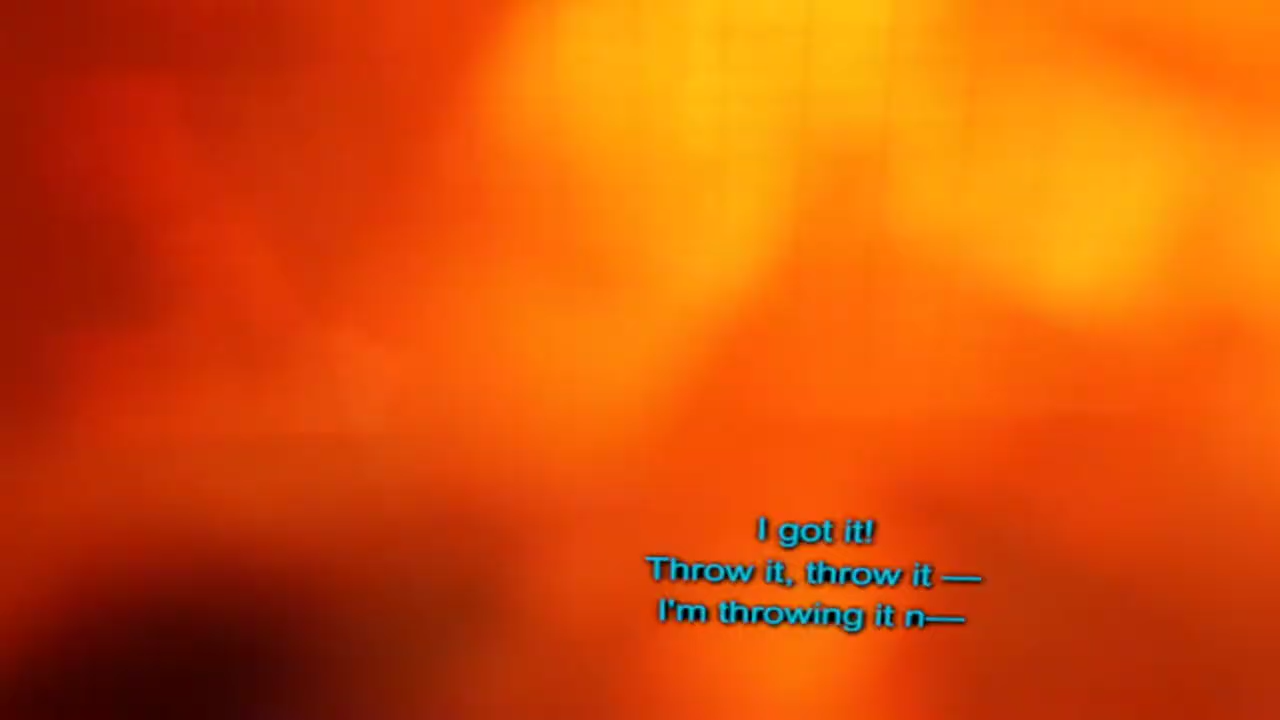 I got it!
Throw it, throw it —
I'm throwing it n—